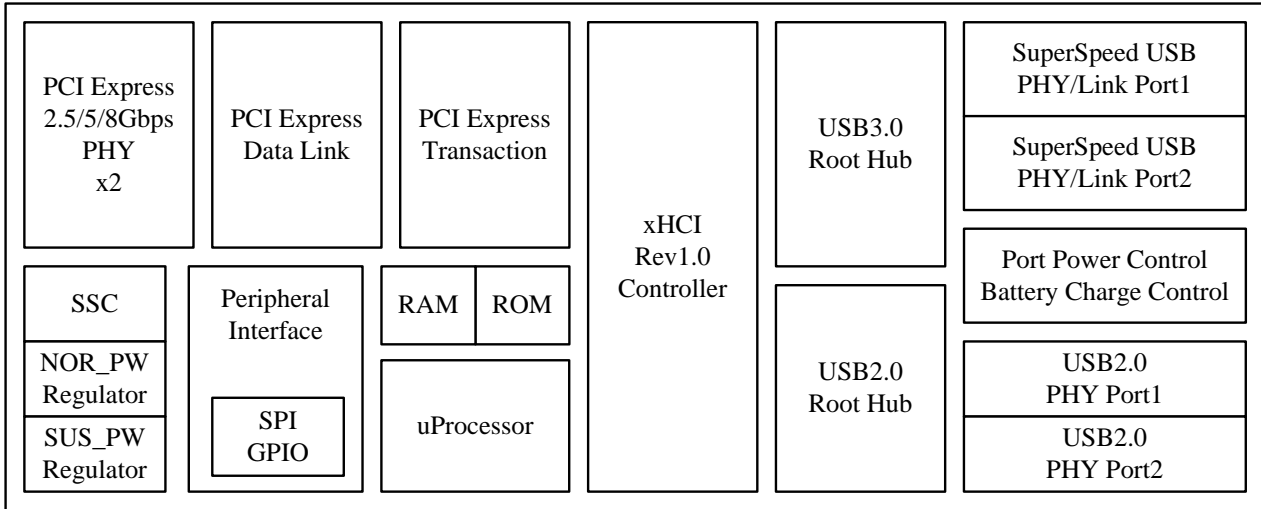 PCI Express
2.5/5/8Gbps
PHY
x2
PCI Express
Data Link
PCI Express
Transaction
xHCI
Rev1.0
Controller
USB3.0
Root Hub
SuperSpeed USB
PHY/Link Port1
SuperSpeed USB
PHY/Link Port2
Port Power Control
Battery Charge Control
SSC
NOR_PW
Regulator
SUS_PW
Regulator
Peripheral
Interface
SPI
GPIO
RAM
ROM
uProcessor
USB2.0
Root Hub
USB2.0
PHY Port1
USB2.0
PHY Port2